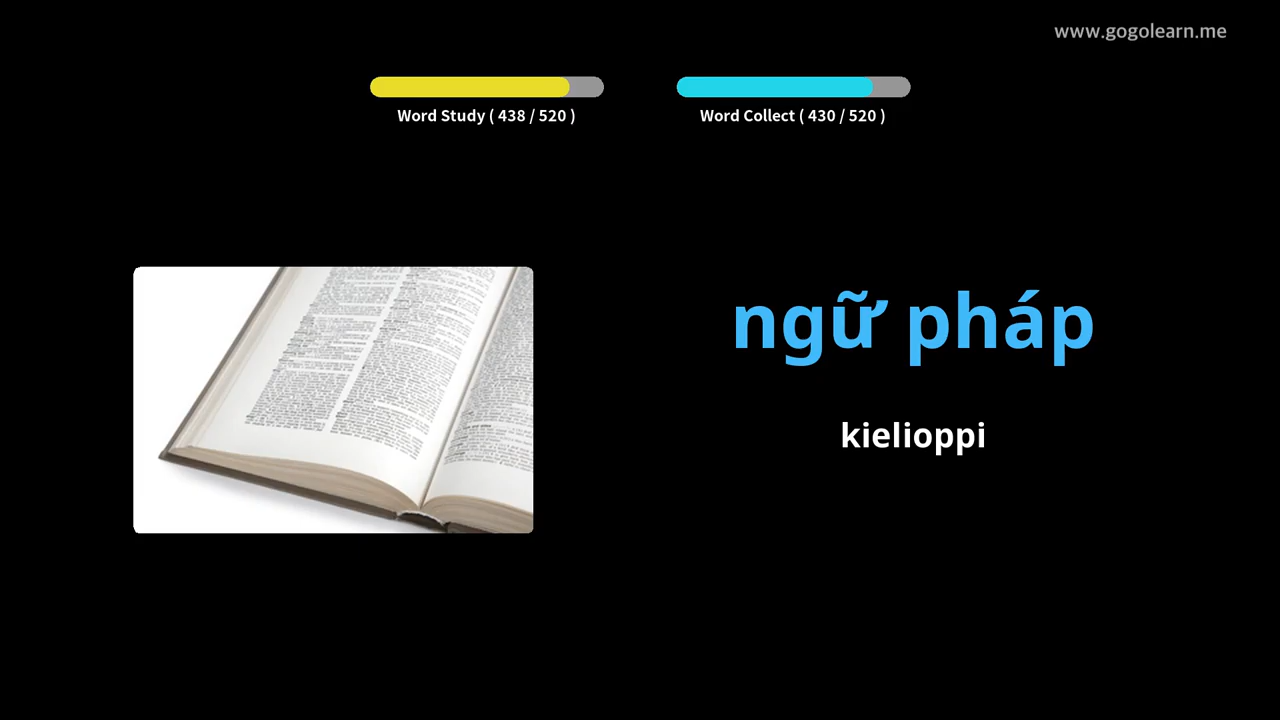 www.gogolearn.me
Word Study ( 438 / 520 )
Word Collect ( 430 / 520 )
ngữ pháp
kielioppi